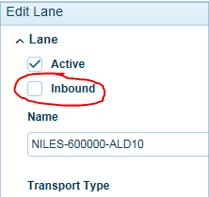 Edit Lane
Lane
Active
Inbound
Name
NILES-600000-ALD10
Transport Type